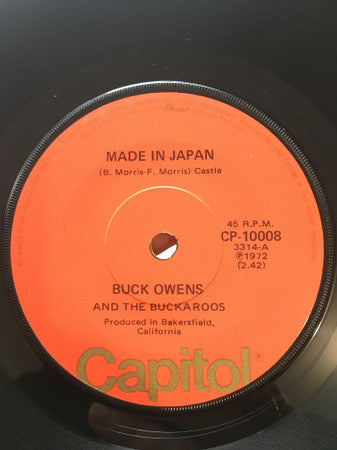 MADE IN JAPAN
(B. Morris-F. Morris) Castle
45 R.P.M.
CP-10008
3314-A
℗1972
(2.42)
BUCK OWENS
AND THE BUCKAROOS
Produced in Bakersfield,
California
Capitol®